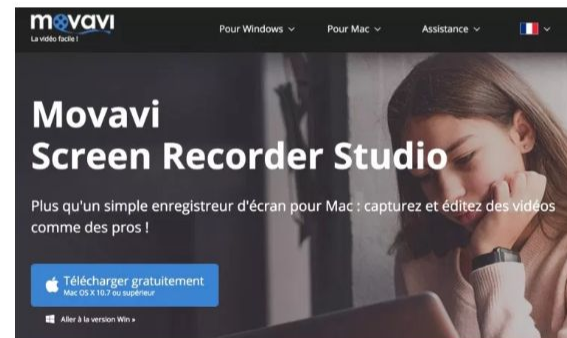 movavi
La vidéo facile !
Pour Windows
Pour Mac
Assistance
Movavi
Screen Recorder Studio
Plus qu'un simple enregistreur d'écran pour Mac : capturez et éditez des vidéos
comme des pros !
Télécharger gratuitement
Mac OS X 10.7 ou supérieur
Aller à la version Win »